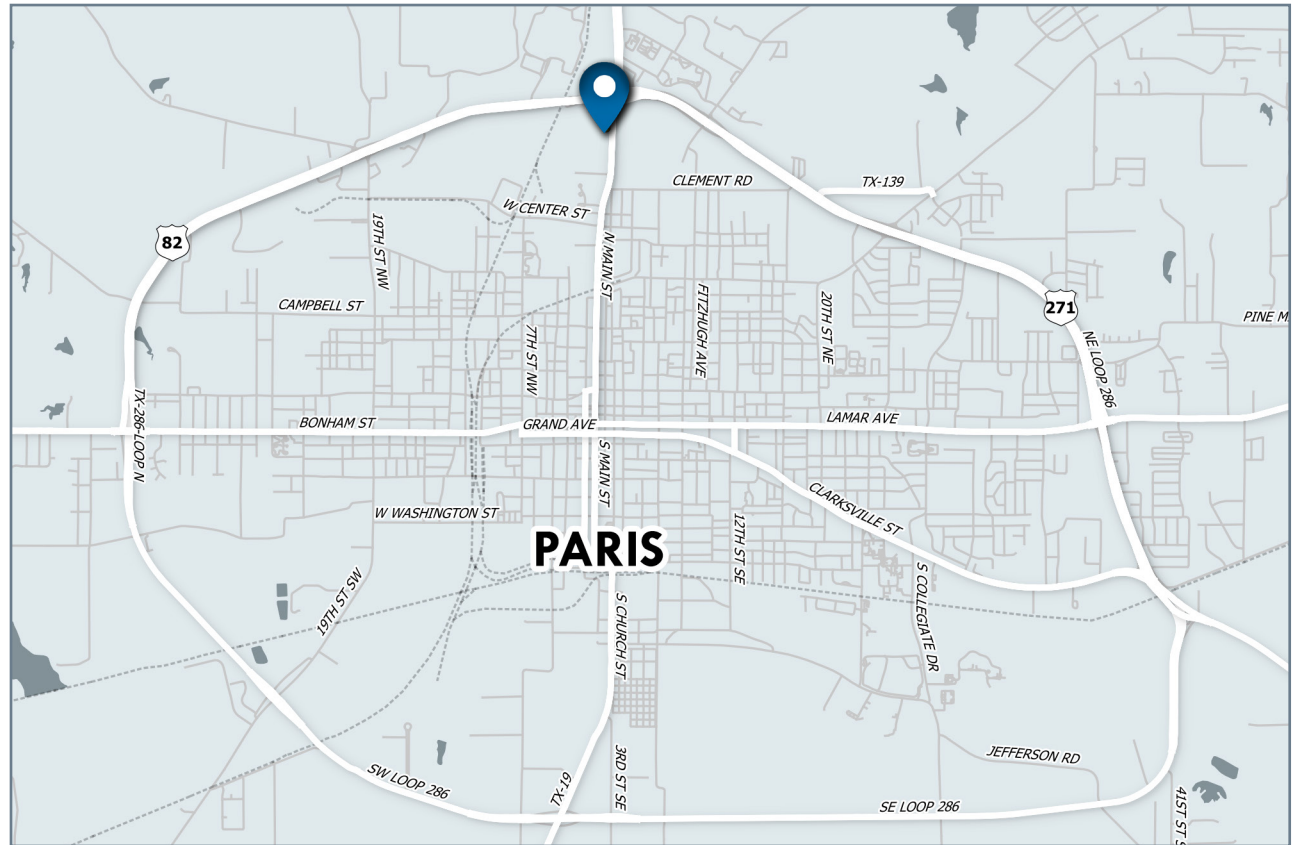 CLEMENT RD
TX-139
W CENTER ST
19TH ST NW
82
N MAIN ST
CAMPBELL ST
FITZHUGH AVE
20TH ST NE
271
PINE M
7TH ST NW
NE LOOP 286
TX-286-LOOP N
BONHAM ST
GRAND AVE
LAMAR AVE
S MAIN ST
CLARKSVILLE ST
W WASHINGTON ST
12TH ST SE
PARIS
19TH ST SW
S CHURCH ST
S COLLEGIATE DR
3RD ST SE
JEFFERSON RD
SW LOOP 286
TX-19
SE LOOP 286
41ST ST S